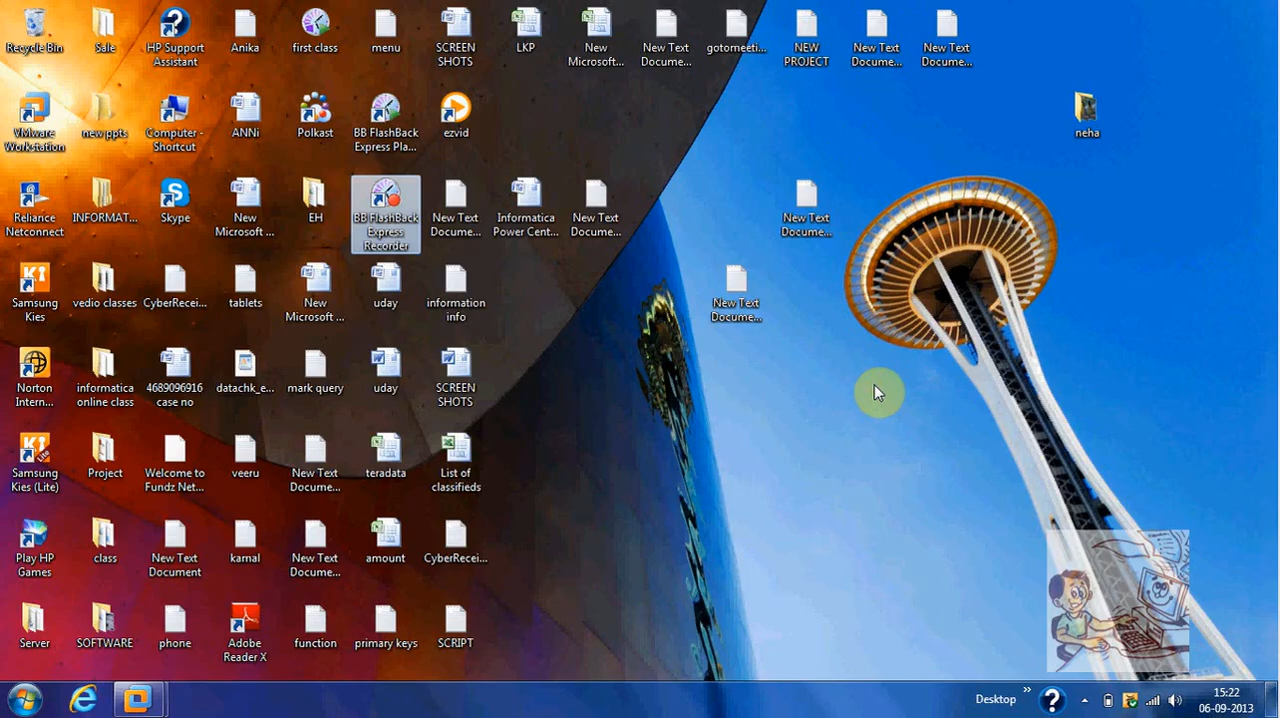 Recycle Bin
Sale
HP Support
Assistant
Anika
first class
menu
SCREEN
SHOTS
LKP
New
Microsoft...
New Text
Docume...
gotomeeti...
NEW
PROJECT
New Text
Docume...
New Text
Docume...
VMware
Workstation
new ppts
Computer -
Shortcut
ANNi
Polkast
BB FlashBack
Express Pla...
ezvid
neha
Reliance
Netconnect
INFORMAT...
Skype
New
Microsoft ...
EH
BB FlashBack
Express
Recorder
New Text
Docume...
Informatica
Power Cent...
New Text
Docume...
New Text
Docume...
Samsung
Kies
vedio classes
CyberRecei...
tablets
New
Microsoft ...
uday
information
info
New Text
Docume...
Norton
Intern...
informatica
online class
4689096916
case no
datachk_e...
mark query
uday
SCREEN
SHOTS
Samsung
Kies (Lite)
Project
Welcome to
Fundz Net...
veeru
New Text
Docume...
teradata
List of
classifieds
Play HP
Games
class
New Text
Document
kamal
New Text
Docume...
amount
CyberRecei...
Server
SOFTWARE
phone
Adobe
Reader X
function
primary keys
SCRIPT
Desktop
15:22
06-09-2013